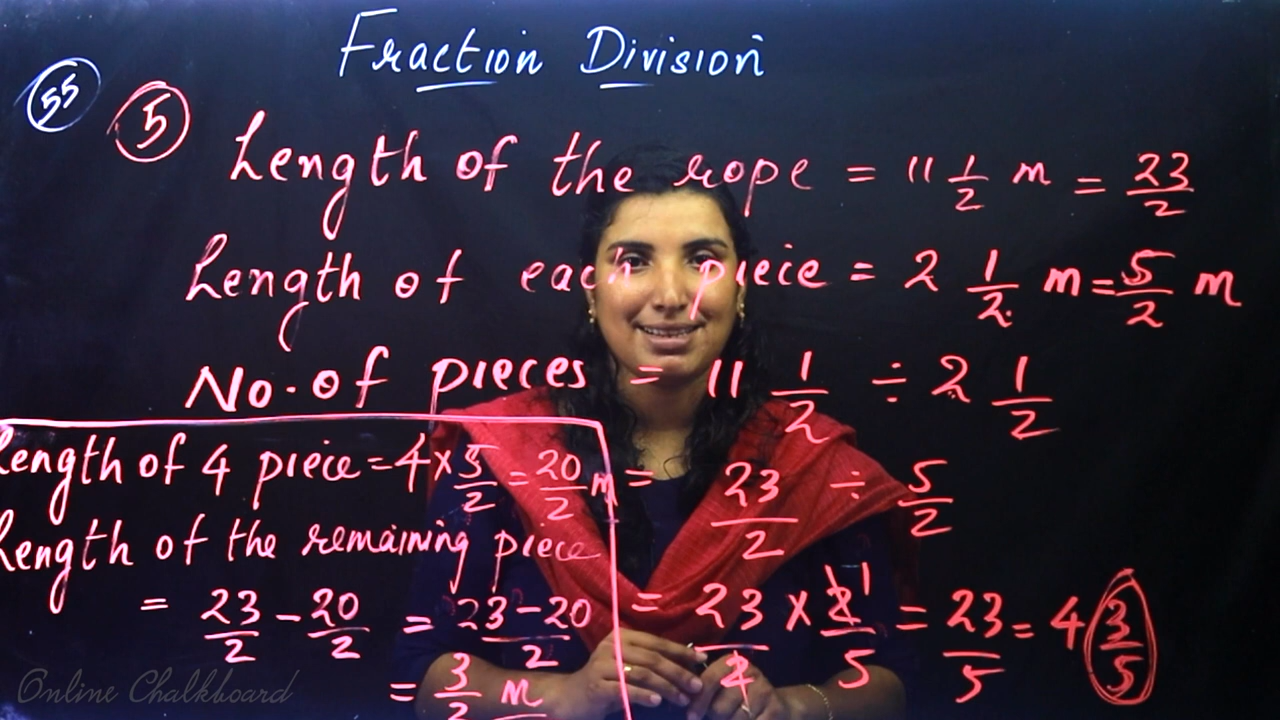 Fraction Division
55
5
Length of the rope = 11 1/2 m = 23/2
Length of each pieie = 2 1/2 m = 5/2 m
No. of pieces = 11 1/2 ÷ 2 1/2
= 23/2 ÷ 5/2
= 23/2 × 2/5 1 1 = 23/5 = 4 3/5
Length of 4 piece = 4 × 5/2 = 20/2 m
Length of the remaining piece
= 23/2 - 20/2 = 23-20/2
= 3/2 m
Online Chalkboard